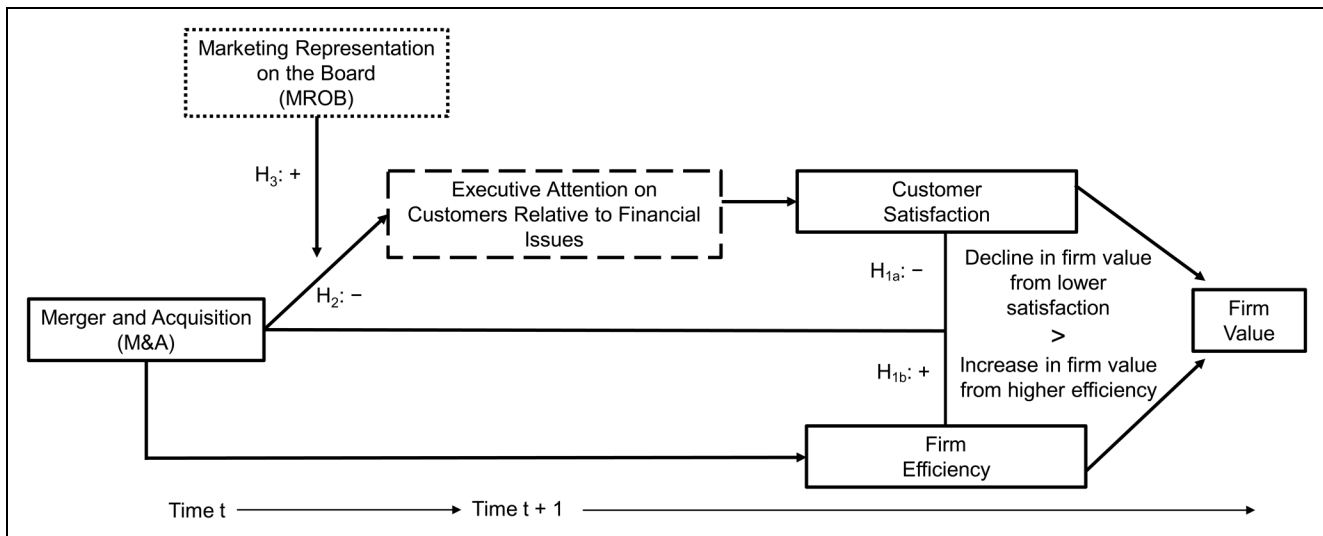 Marketing Representation
on the Board
(MROB)
H₃: +
Executive Attention on
Customers Relative to Financial
Issues
Customer
Satisfaction
H₂: −
H₁ₐ: −
Decline in firm value
from lower
satisfaction
>
Increase in firm value
from higher efficiency
Merger and Acquisition
(M&A)
Firm
Value
H₁b: +
Firm
Efficiency
Time t
Time t + 1